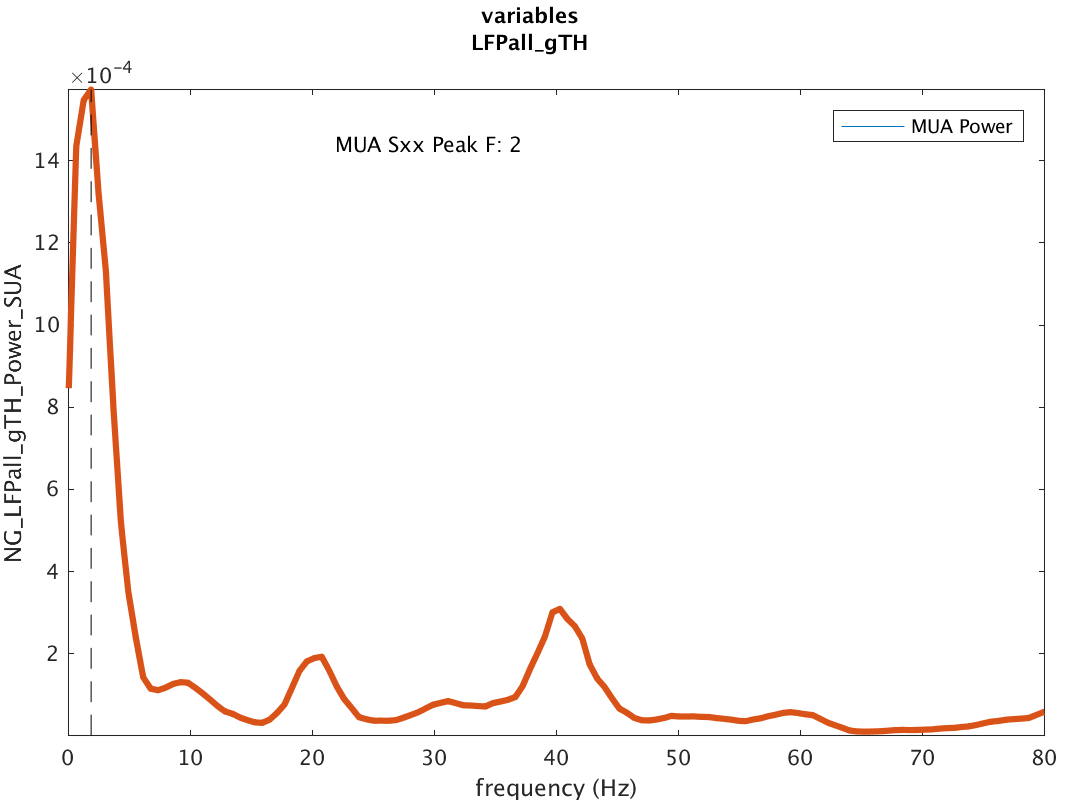 variables
LFPall_gTH
×10⁻⁴
MUA Sxx Peak F: 2
MUA Power
14
12
10
8
6
4
2
NG_LFPall_gTH_Power_SUA
0 10 20 30 40 50 60 70 80
frequency (Hz)